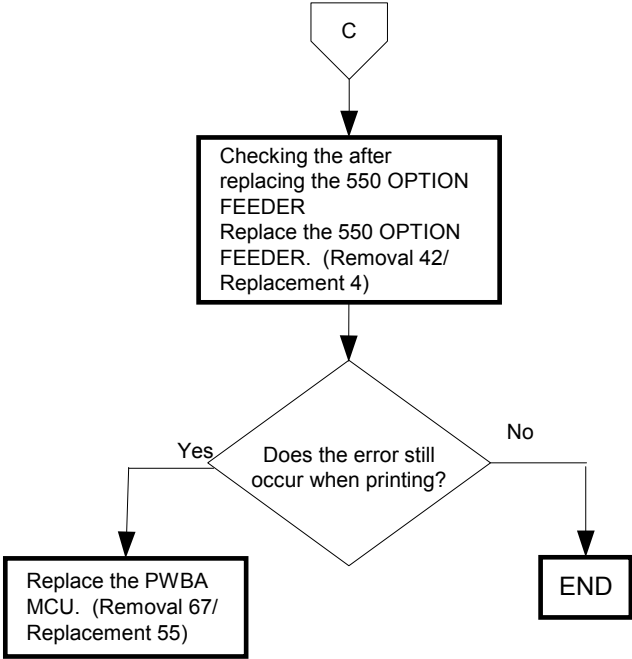 C
Checking the after
replacing the 550 OPTION
FEEDER
Replace the 550 OPTION
FEEDER.  (Removal 42/
Replacement 4)
Does the error still
occur when printing?
Yes
No
Replace the PWBA
MCU.  (Removal 67/
Replacement 55)
END